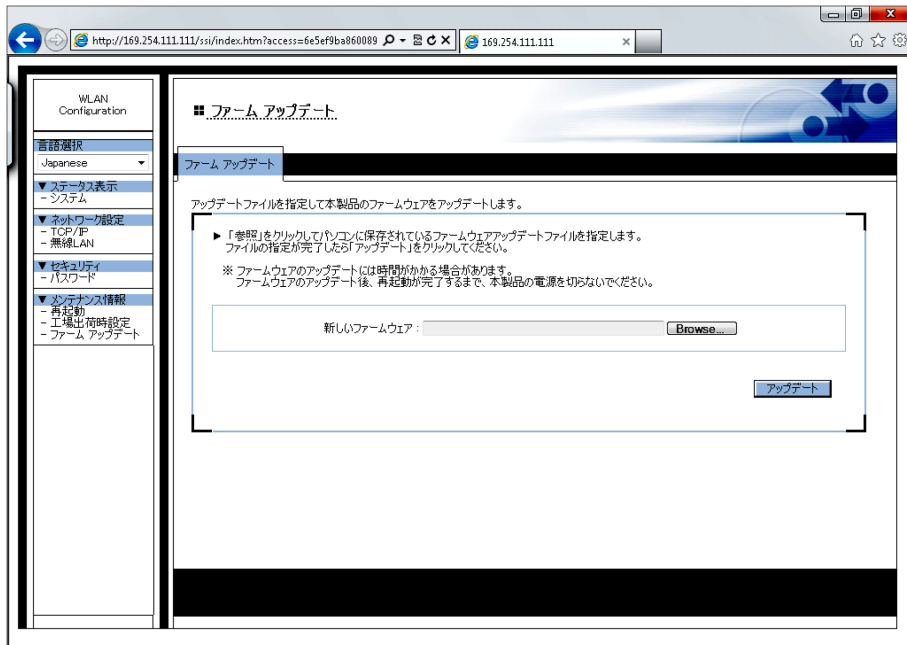 http://169.254.111.111/ssi/index.htm?access=6e5ef9ba860089
169.254.111.111
WLAN
Configuration
言語選択
Japanese
▼ ステータス表示
- システム
▼ ネットワーク設定
- TCP/IP
- 無線LAN
▼ セキュリティ
- パスワード
▼ メンテナンス情報
- 再起動
- 工場出荷時設定
- ファーム アップデート
ファーム アップデート
ファーム アップデート
アップデートファイルを指定して本製品のファームウェアをアップデートします。
▶ 「参照」をクリックしてパソコンに保存されているファームウェアアップデートファイルを指定します。
ファイルの指定が完了したら「アップデート」をクリックしてください。
※ ファームウェアのアップデートには時間がかかる場合があります。
ファームウェアのアップデート後、再起動が完了するまで、本製品の電源を切らないでください。
新しいファームウェア : Browse...
アップデート